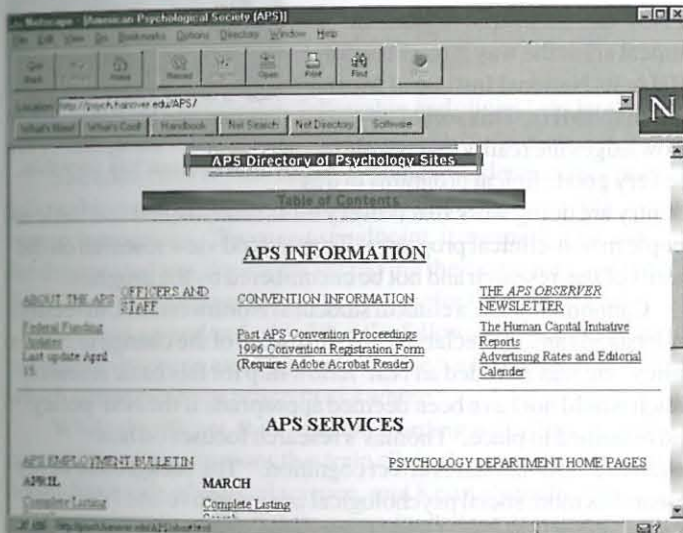 Netscape - [American Psychological Society (APS)]
File Edit View Go Bookmarks Options Directory Window Help
Back Home Reload Open Print Find
Location: http://psych.hanover.edu/APS/
What's New! What's Cool! Handbook Net Search Net Directory Software
N
APS Directory of Psychology Sites
Table of Contents
APS INFORMATION
ABOUT THE APS OFFICERS AND STAFF CONVENTION INFORMATION THE APS OBSERVER NEWSLETTER
Federal Funding Updates
Last update April 15
Past APS Convention Proceedings
1996 Convention Registration Form
(Requires Adobe Acrobat Reader)
The Human Capital Initiative Reports
Advertising Rates and Editorial Calender
APS SERVICES
APS EMPLOYMENT BULLETIN PSYCHOLOGY DEPARTMENT HOME PAGES
APRIL MARCH
Complete Listing Complete Listing